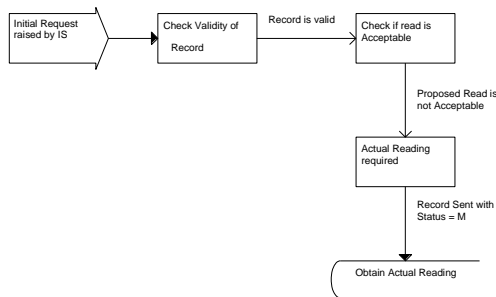 Initial Request
raised by IS
Check Validity of
Record
Record is valid
Check if read is
Acceptable
Proposed Read is
not Acceptable
Actual Reading
required
Record Sent with
Status = M
Obtain Actual Reading